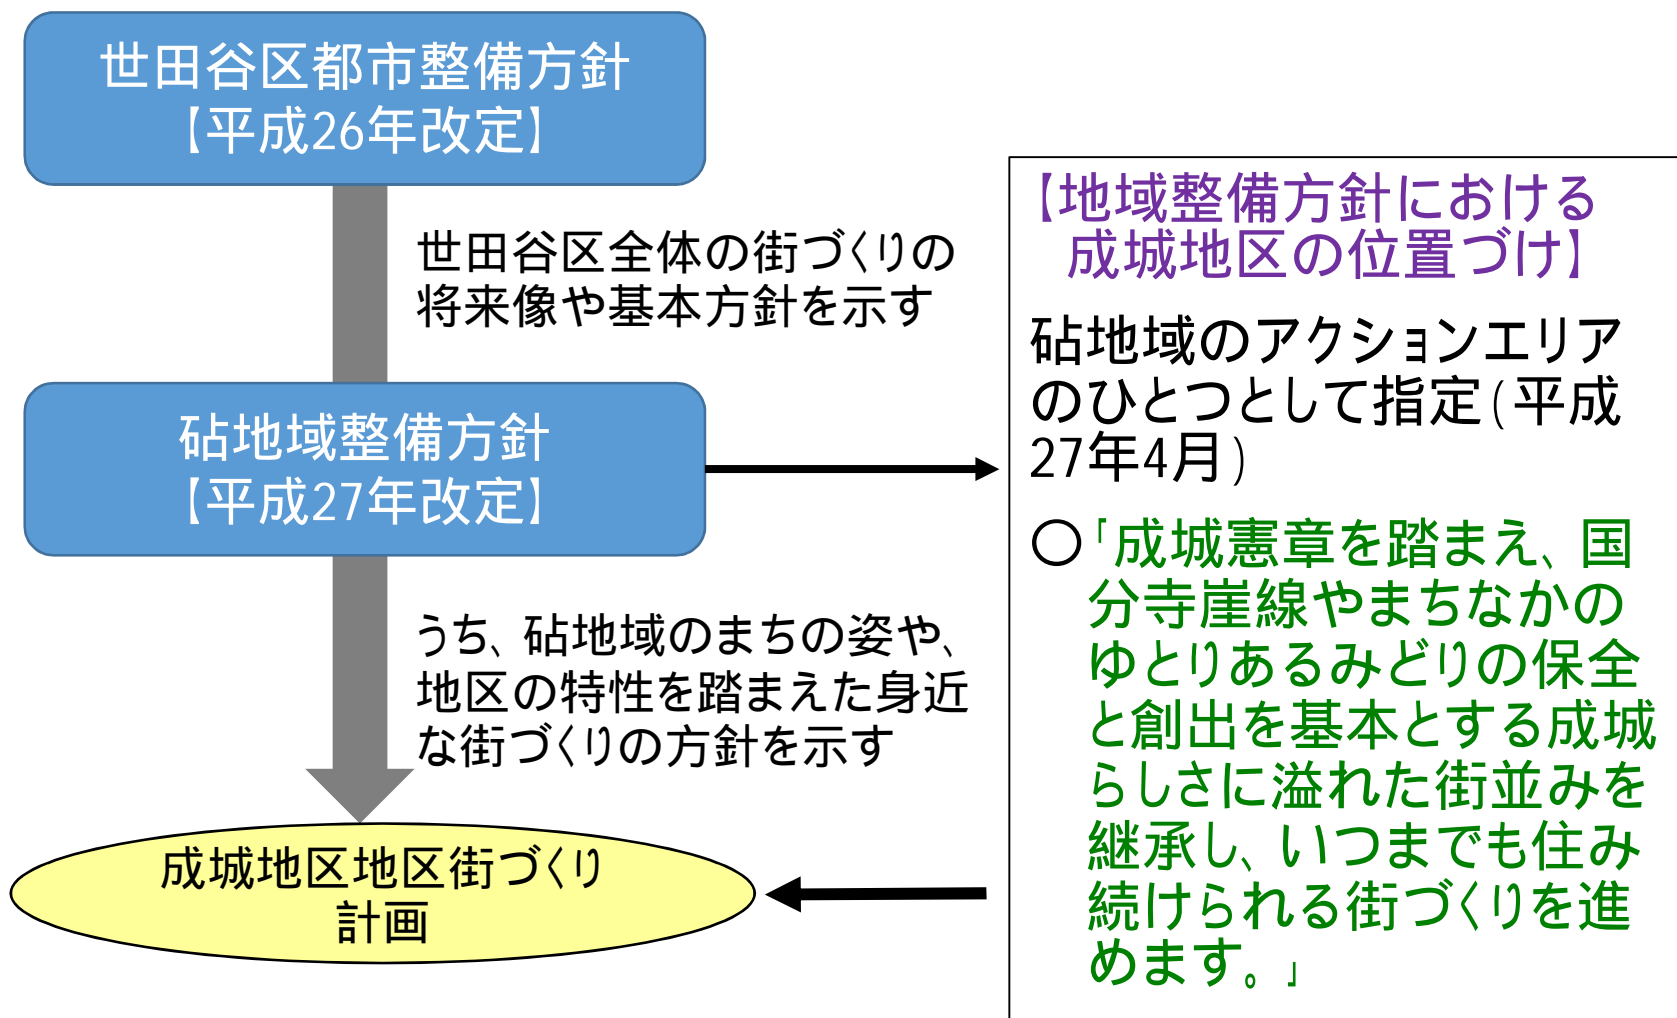 世田谷区都市整備方針
【平成26年改定】
世田谷区全体の街づくりの
将来像や基本方針を示す
砧地域整備方針
【平成27年改定】
うち、砧地域のまちの姿や、
地区の特性を踏まえた身近
な街づくりの方針を示す
成城地区地区街づくり
計画
【地域整備方針における
成城地区の位置づけ】
砧地域のアクションエリア
のひとつとして指定(平成
27年4月)
○「成城憲章を踏まえ、国
分寺崖線やまちなかの
ゆとりあるみどりの保全
と創出を基本とする成城
らしさに溢れた街並みを
継承し、いつまでも住み
続けられる街づくりを進
めます。」